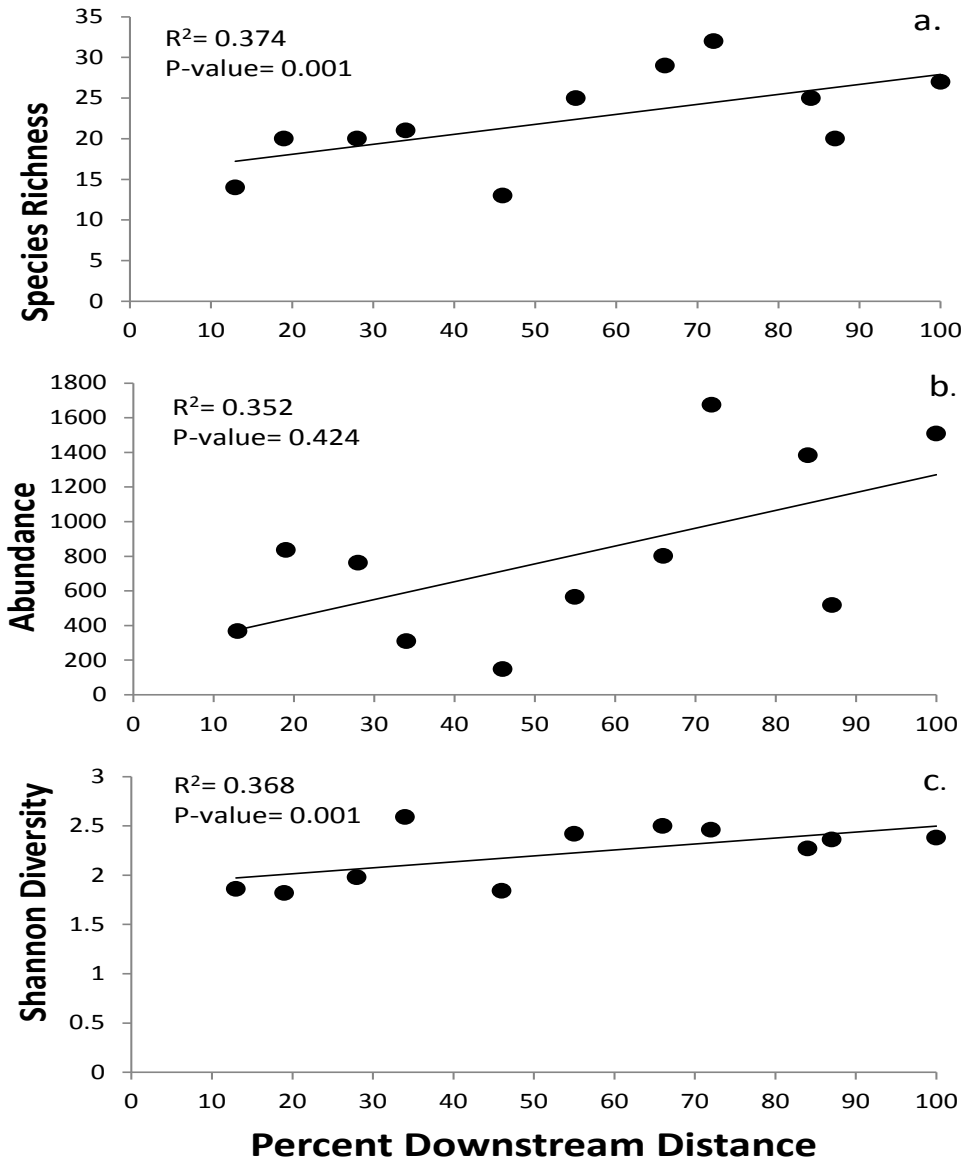 a.
R²= 0.374
P-value= 0.001
35
30
25
20
15
10
5
0
Species Richness
0 10 20 30 40 50 60 70 80 90 100
b.
R²= 0.352
P-value= 0.424
1800
1600
1400
1200
1000
800
600
400
200
0
Abundance
0 10 20 30 40 50 60 70 80 90 100
c.
R²= 0.368
P-value= 0.001
3
2.5
2
1.5
1
0.5
0
Shannon Diversity
0 10 20 30 40 50 60 70 80 90 100
Percent Downstream Distance